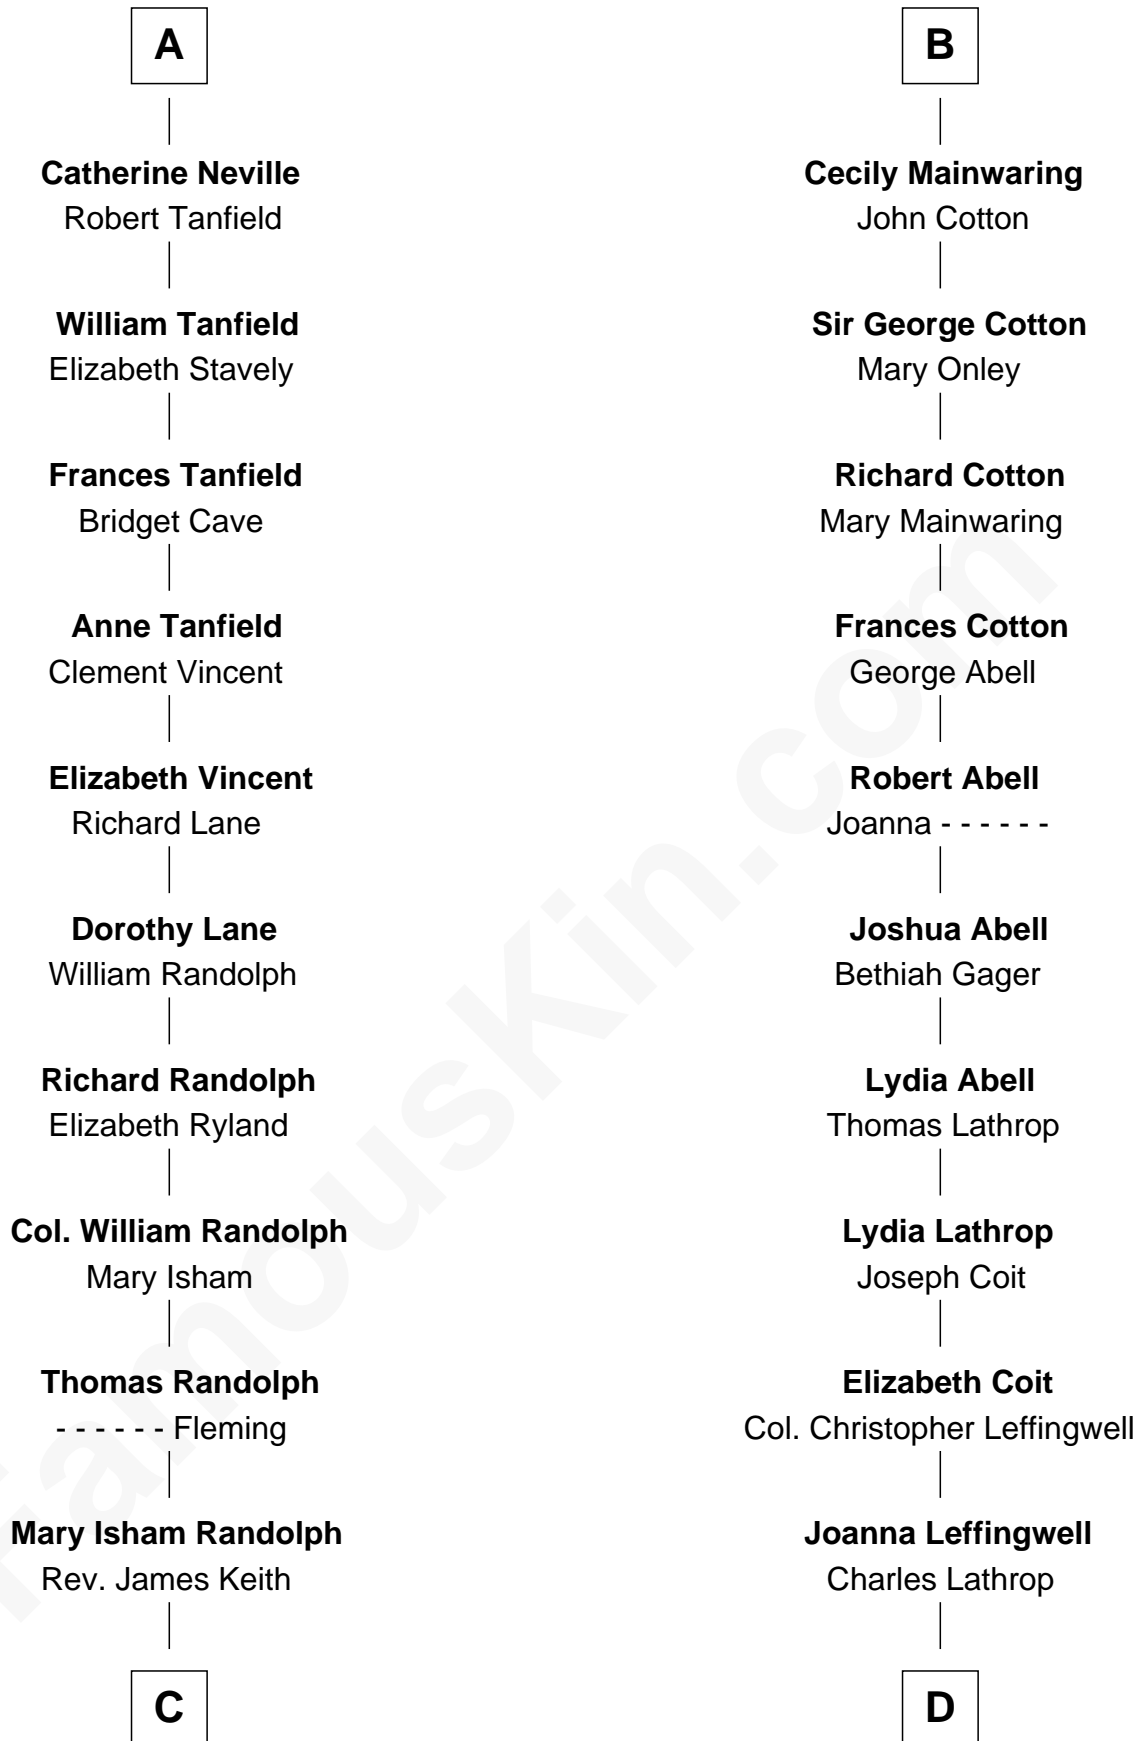 A
Catherine Neville
Robert Tanfield
William Tanfield
Elizabeth Stavely
Frances Tanfield
Bridget Cave
Anne Tanfield
Clement Vincent
Elizabeth Vincent
Richard Lane
Dorothy Lane
William Randolph
Richard Randolph
Elizabeth Ryland
Col. William Randolph
Mary Isham
Thomas Randolph
- - - - - - Fleming
Mary Isham Randolph
Rev. James Keith
C
B
Cecily Mainwaring
John Cotton
Sir George Cotton
Mary Onley
Richard Cotton
Mary Mainwaring
Frances Cotton
George Abell
Robert Abell
Joanna - - - - - -
Joshua Abell
Bethiah Gager
Lydia Abell
Thomas Lathrop
Lydia Lathrop
Joseph Coit
Elizabeth Coit
Col. Christopher Leffingwell
Joanna Leffingwell
Charles Lathrop
D
FamousKin.com